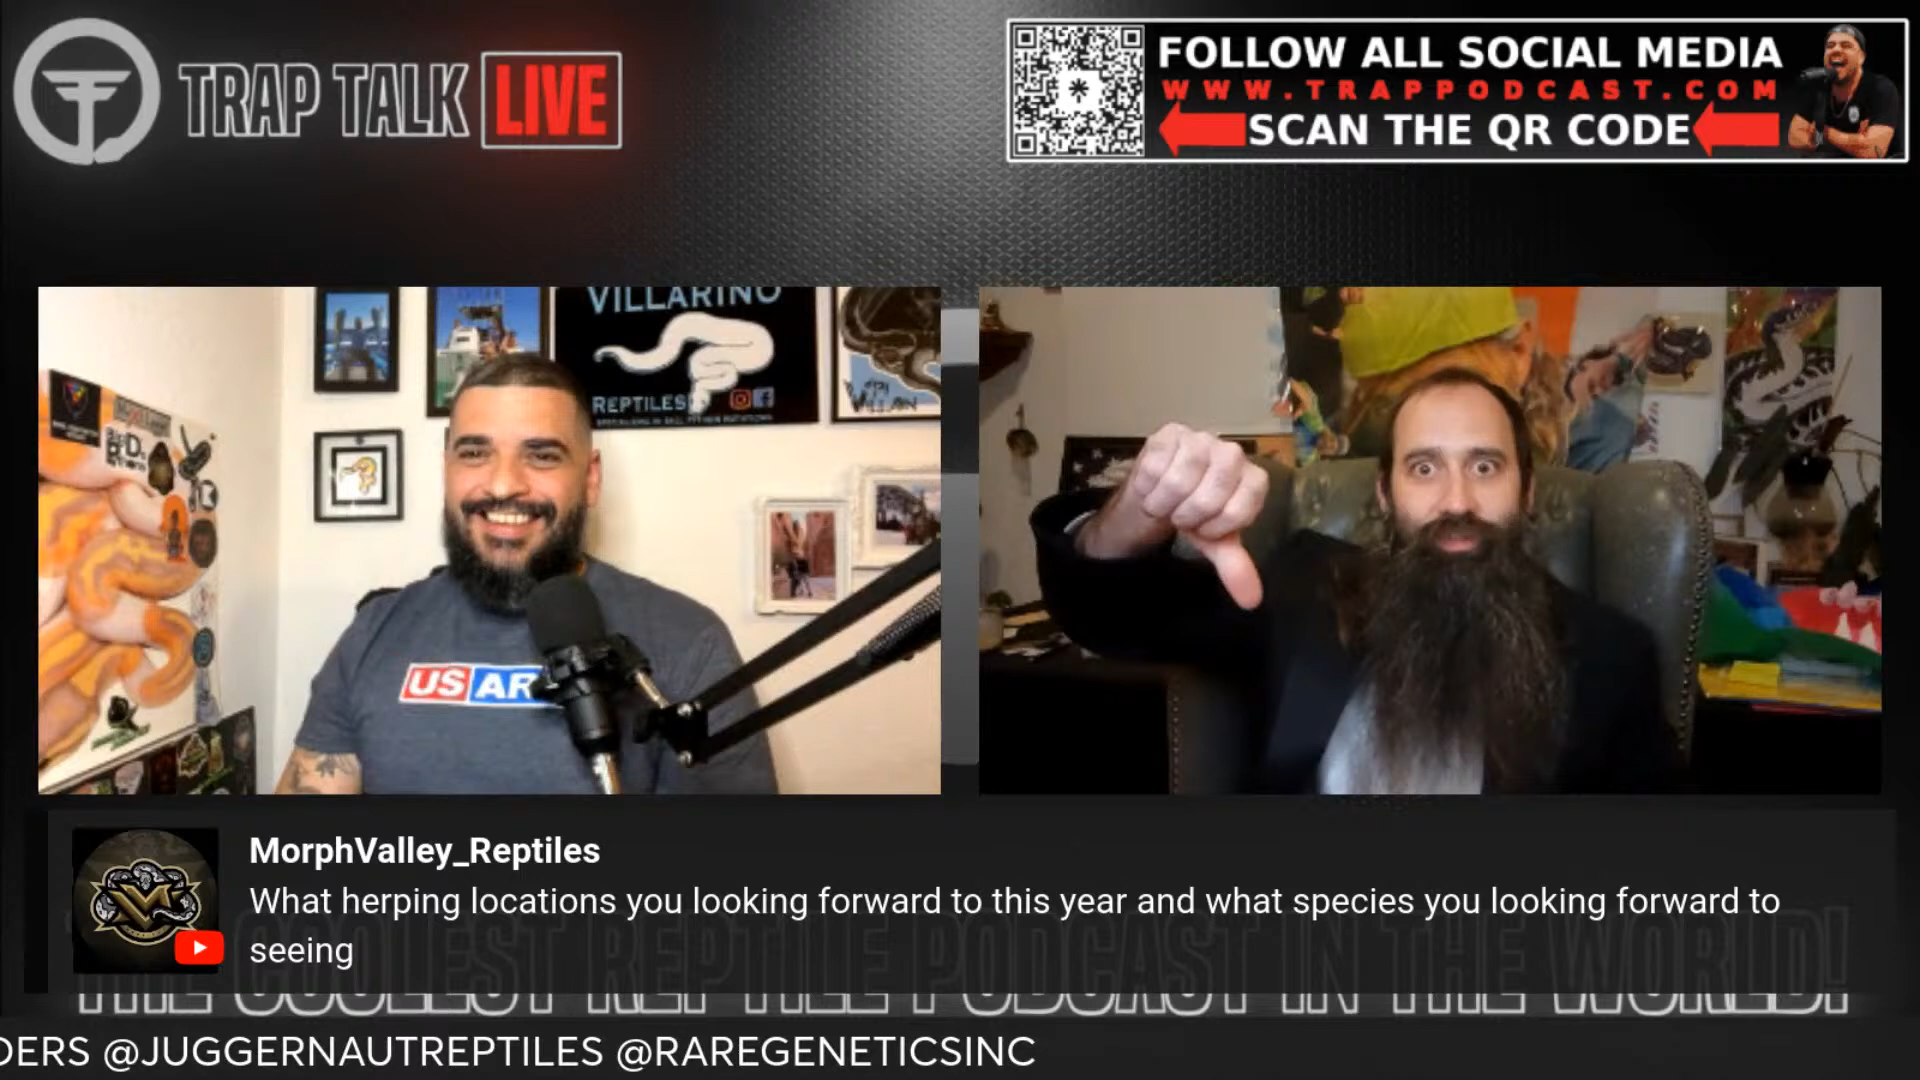 TRAP TALK LIVE
FOLLOW ALL SOCIAL MEDIA
WWW.TRAPPODCAST.COM
SCAN THE QR CODE
VILLARINO
REPTILES
US AR
MorphValley_Reptiles
What herping locations you looking forward to this year and what species you looking forward to
seeing
THE COOLEST REPTILE PODCAST IN THE WORLD!
DERS @JUGGERNAUTREPTILES @RAREGENETICSINC